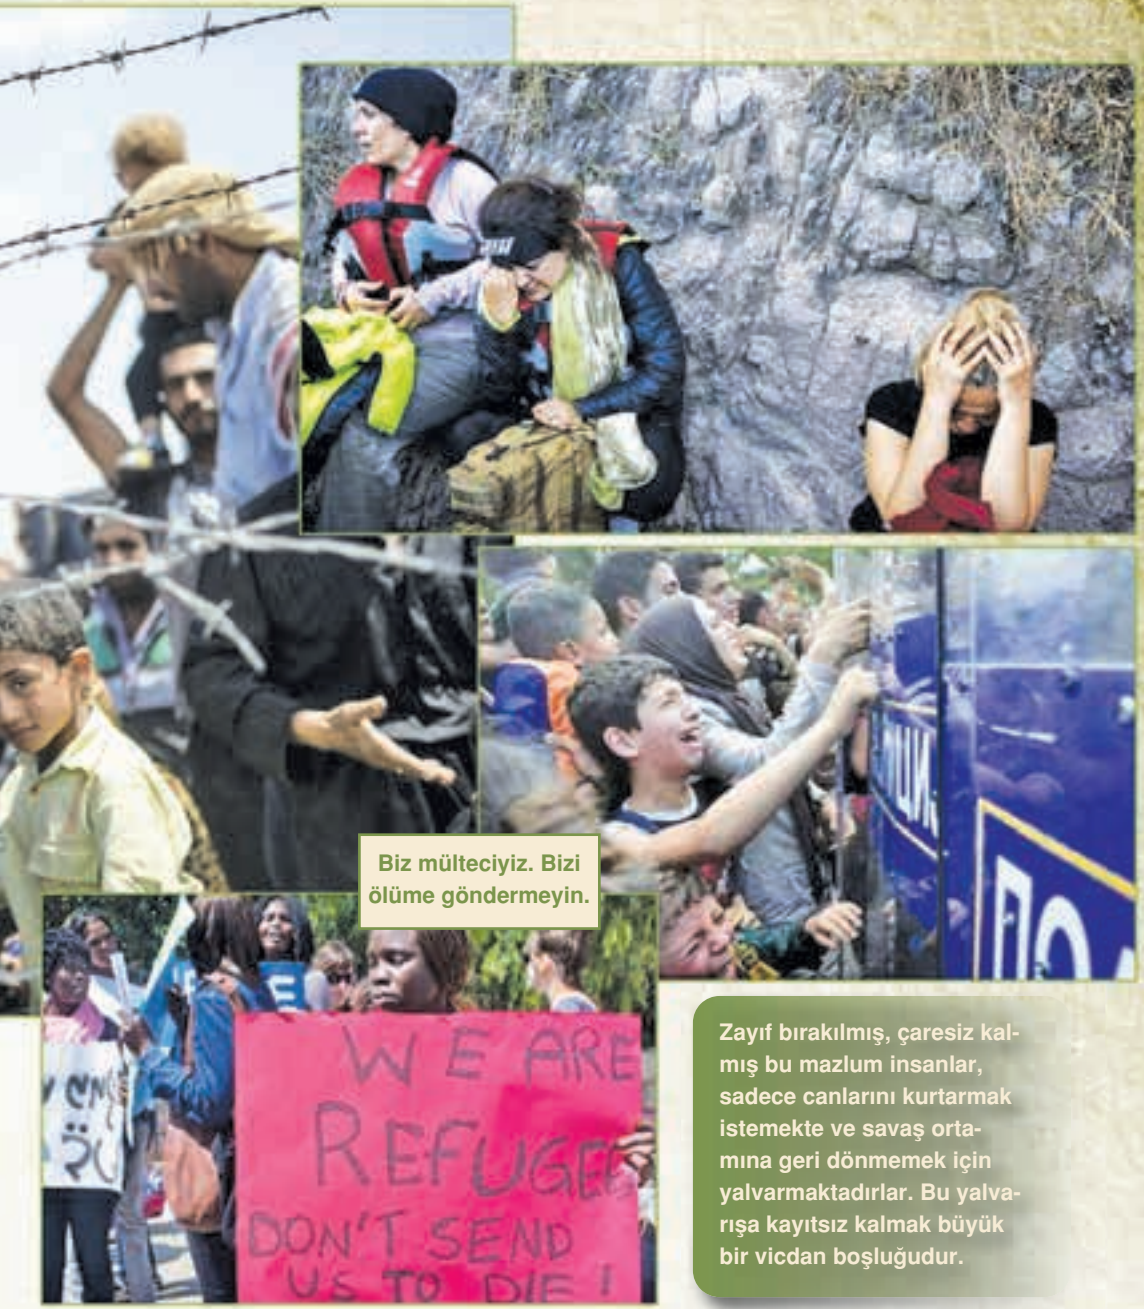 Biz mülteciyiz. Bizi
ölüme göndermeyin.
WE ARE
REFUGEE
DON'T SEND
US TO DIE!
Zayıf bırakılmış, çaresiz kal-
mış bu mazlum insanlar,
sadece canlarını kurtarmak
istemekte ve savaş orta-
mına geri dönmemek için
yalvarmaktadırlar. Bu yalva-
rışa kayıtsız kalmak büyük
bir vicdan boşluğudur.